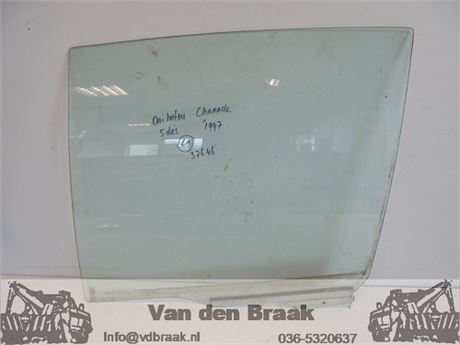 Daihatsu Charade
5drs 1997
LA
37646
Van den Braak
Info@vdbraak.nl
036-5320637